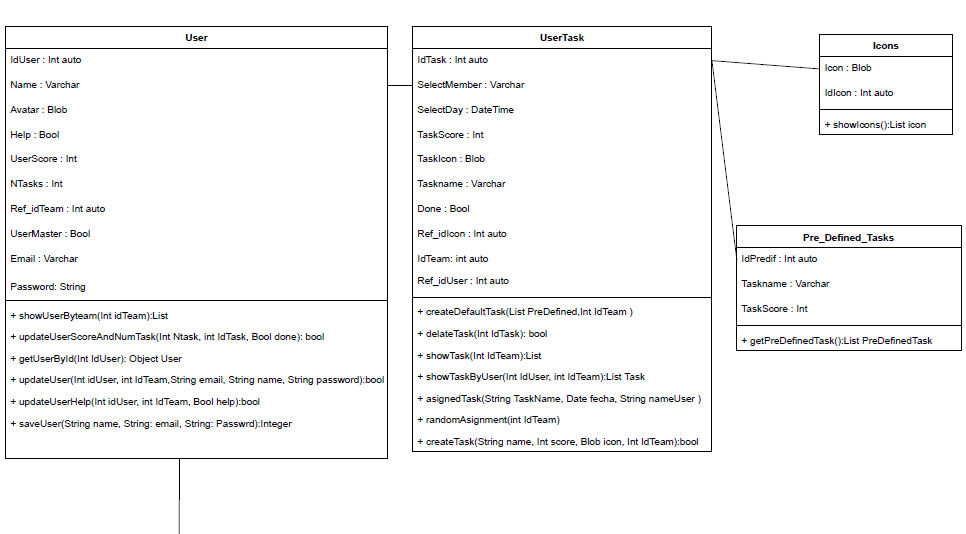 User
IdUser : Int auto
Name : Varchar
Avatar : Blob
Help : Bool
UserScore : Int
NTasks : Int
Ref_idTeam : Int auto
UserMaster : Bool
Email : Varchar
Password: String
+ showUserByteam(Int idTeam):List
+ updateUserScoreAndNumTask(Int Ntask, int IdTask, Bool done): bool
+ getUserById(Int IdUser): Object User
+ updateUser(Int idUser, int IdTeam,String email, String name, String password):bool
+ updateUserHelp(Int idUser, int IdTeam, Bool help):bool
+ saveUser(String name, String: email, String: Passwrd):Integer
UserTask
IdTask : Int auto
SelectMember : Varchar
SelectDay : DateTime
TaskScore : Int
TaskIcon : Blob
Taskname : Varchar
Done : Bool
Ref_idIcon : Int auto
IdTeam: int auto
Ref_idUser : Int auto
+ createDefaultTask(List PreDefined,Int IdTeam )
+ delateTask(Int IdTask): bool
+ showTask(Int IdTeam):List
+ showTaskByUser(Int IdUser, int IdTeam):List Task
+ asignedTask(String TaskName, Date fecha, String nameUser )
+ randomAsignment(int IdTeam)
+ createTask(String name, Int score, Blob icon, Int IdTeam):bool
Icons
Icon : Blob
IdIcon : Int auto
+ showIcons():List icon
Pre_Defined_Tasks
IdPredif : Int auto
Taskname : Varchar
TaskScore : Int
+ getPreDefinedTask():List PreDefinedTask